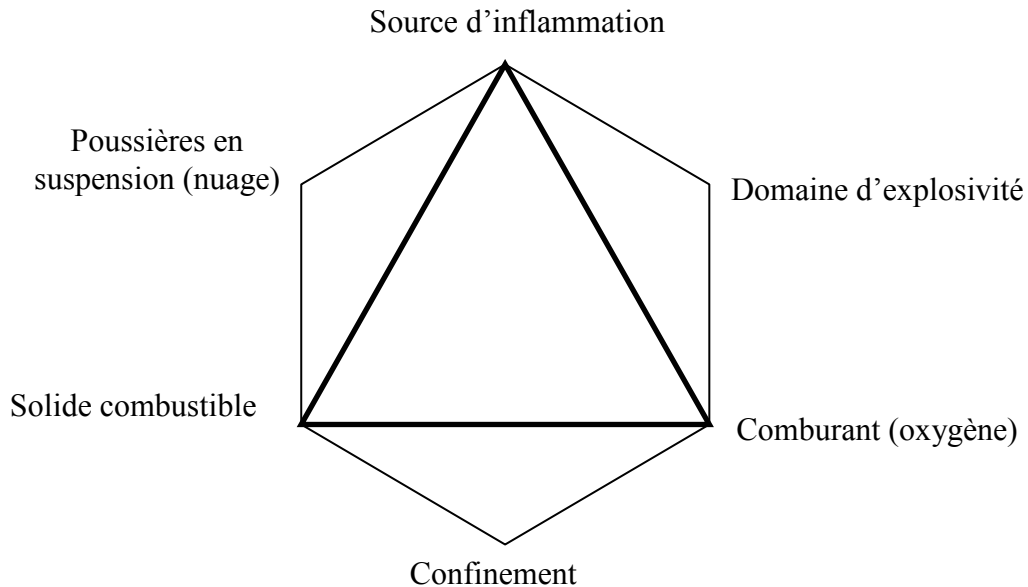 Source d’inflammation
Poussières en
suspension (nuage)
Domaine d’explosivité
Solide combustible
Comburant (oxygène)
Confinement